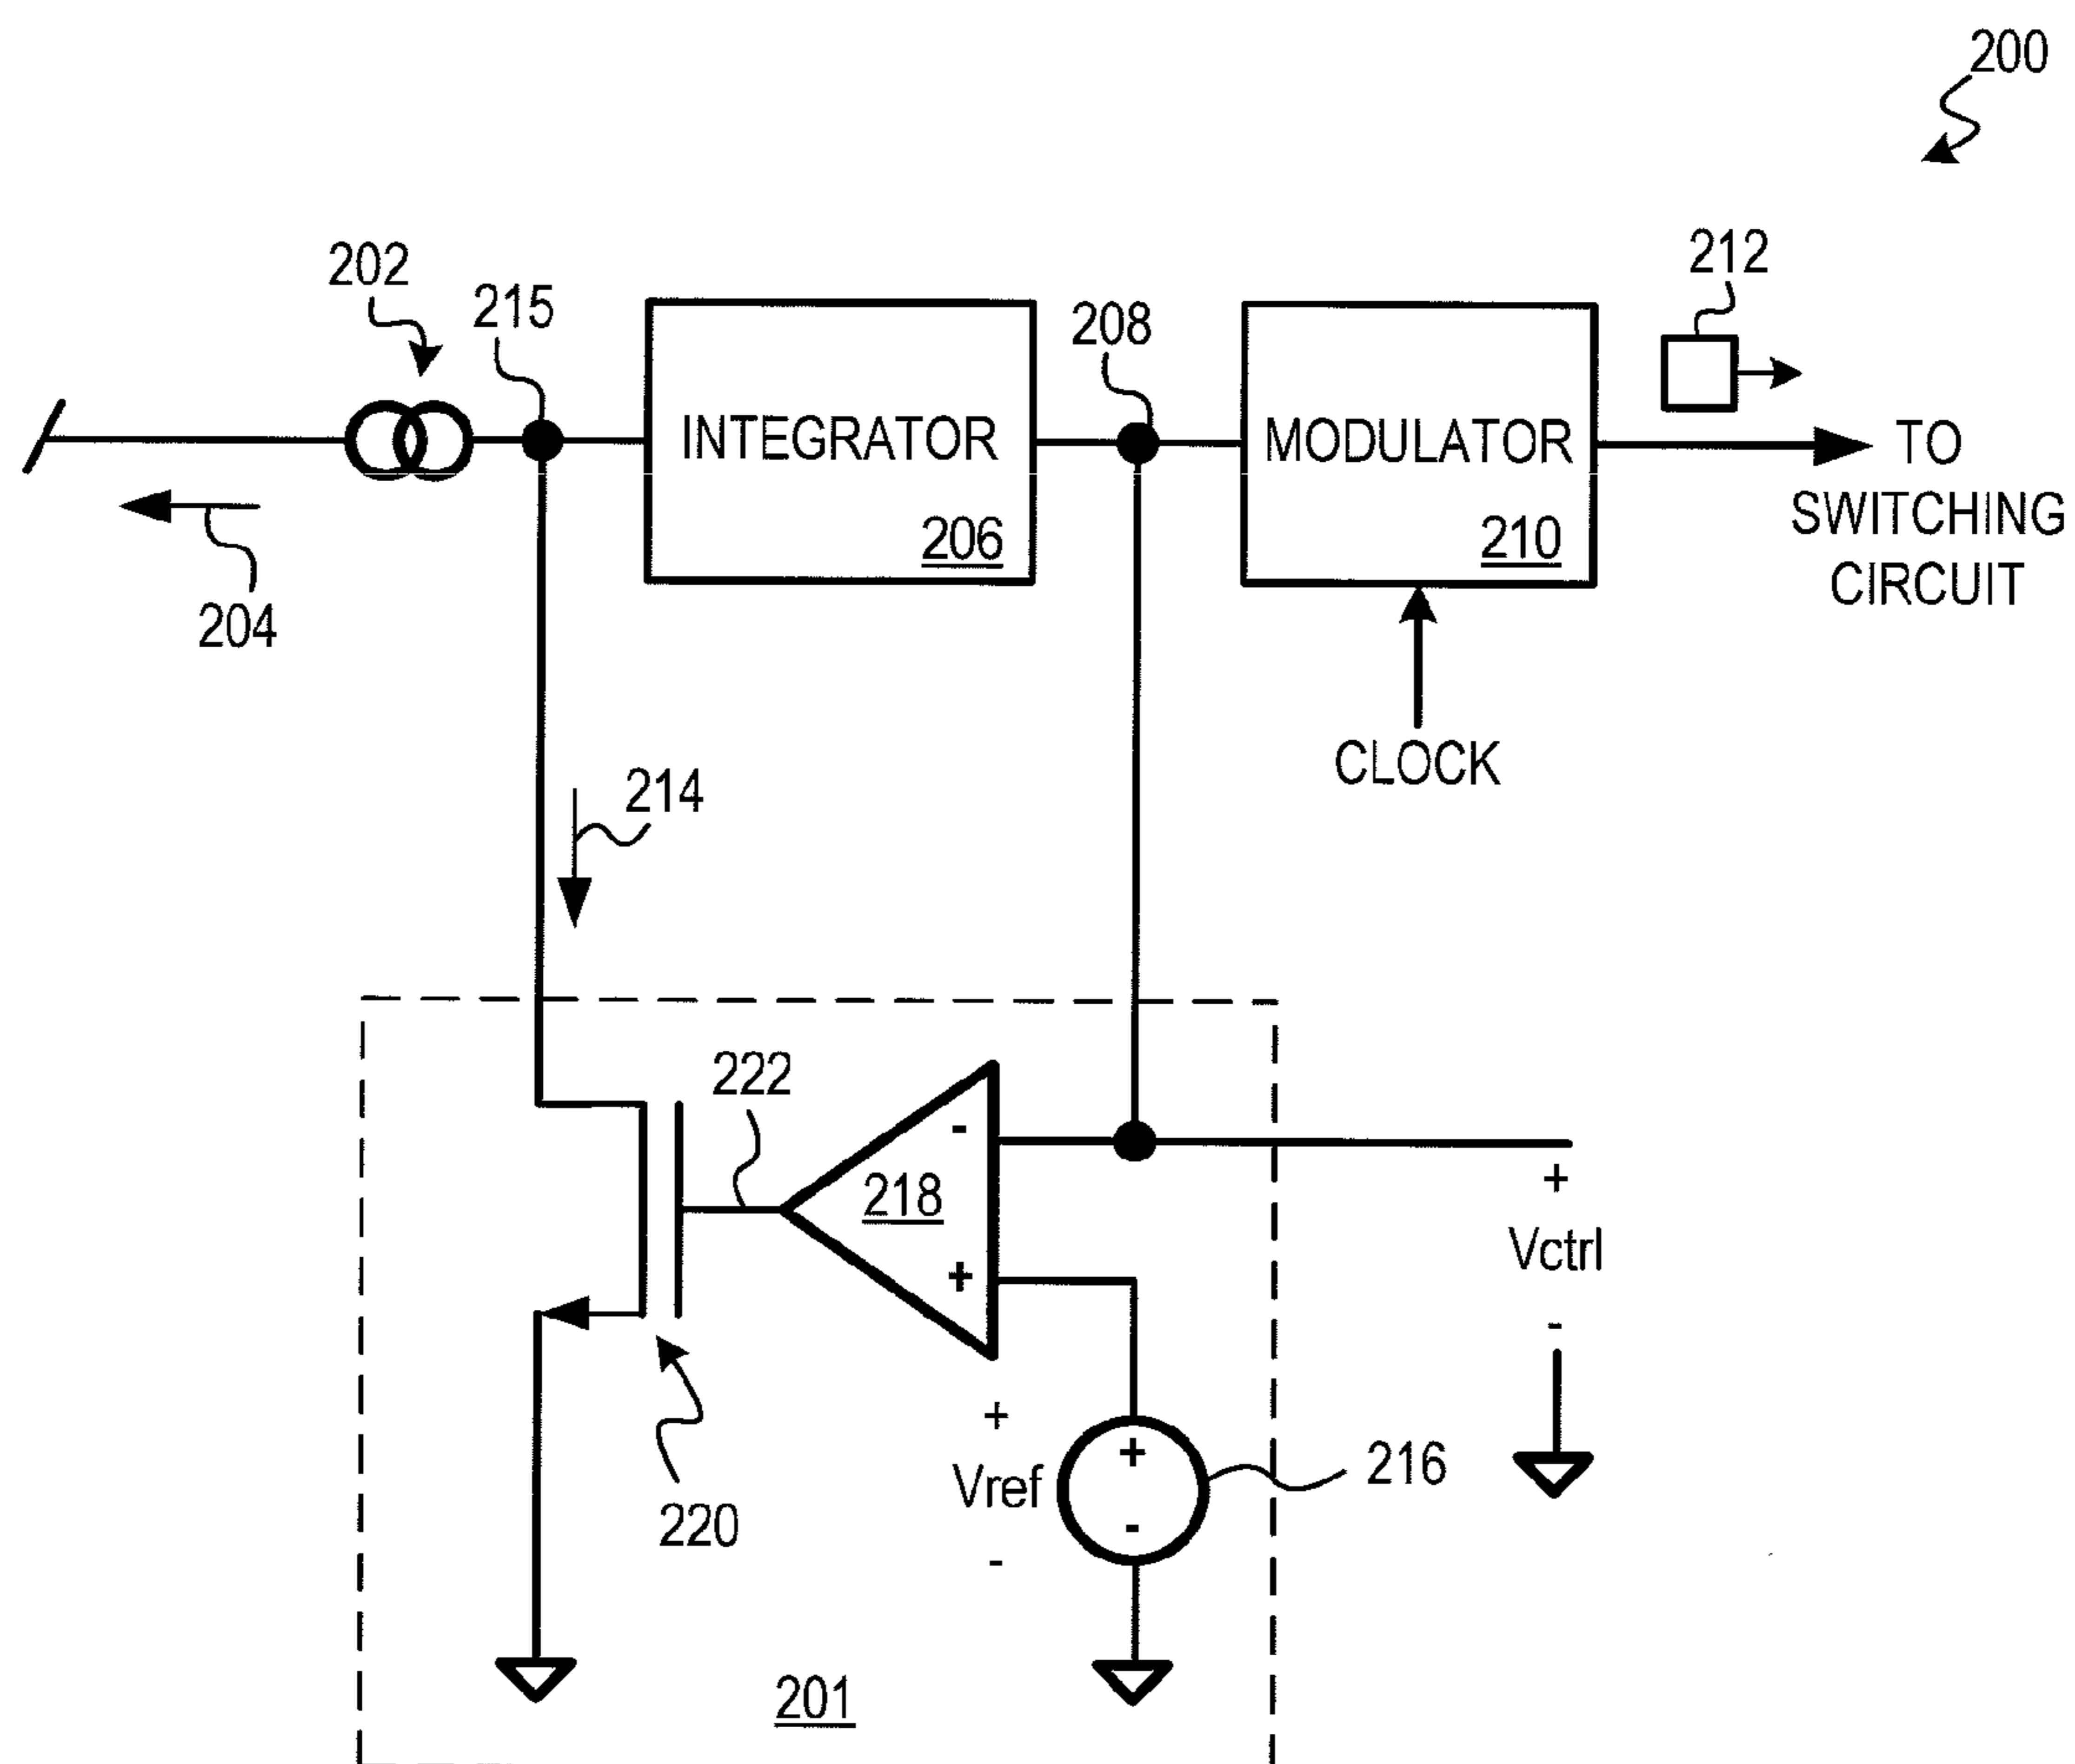 200
202
215
208
212
INTEGRATOR
206
MODULATOR
210
TO
SWITCHING
CIRCUIT
204
CLOCK
214
222
-
218
+
+
Vctrl
-
+
Vref
-
+
-
216
220
201